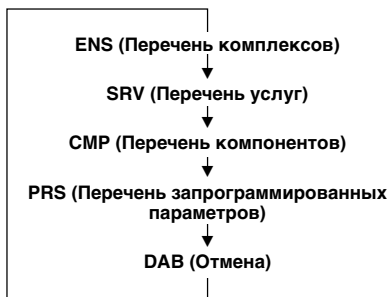 ENS (Перечень комплексов)
SRV (Перечень услуг)
CMP (Перечень компонентов)
PRS (Перечень запрограммированных
параметров)
DAB (Отмена)